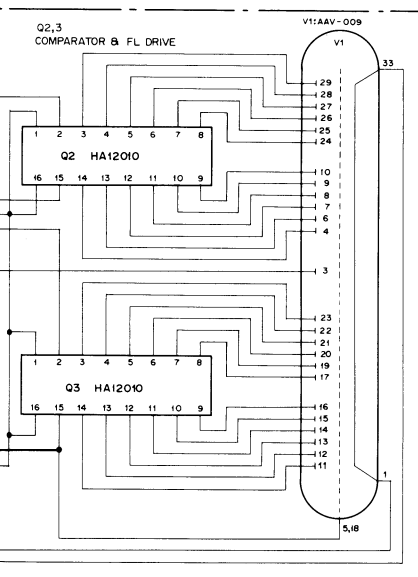 Q2,3
COMPARATOR & FL DRIVE
V1:AAV-009
V1
33
29
28
27
26
25
24
1 2 3 4 5 6 7 8
Q2 HA12010
16 15 14 13 12 11 10 9
10
9
8
7
6
4
3
23
22
21
20
19
17
1 2 3 4 5 6 7 8
Q3 HA12010
16 15 14 13 12 11 10 9
16
15
14
13
12
11
1
5,18